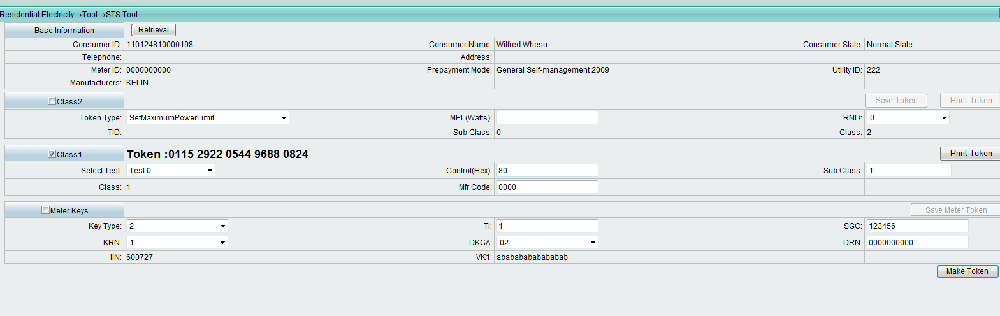 Residential Electricity→Tool→STS Tool
Base Information Retrieval
Consumer ID: 110124810000198 Consumer Name: Wilfred Whesu Consumer State: Normal State
Telephone: Address:
Meter ID: 0000000000 Prepayment Mode: General Self-management 2009 Utility ID: 222
Manufacturers: KELIN
Class2 Save Token Print Token
Token Type: SetMaximumPowerLimit MPL(Watts): RND: 0
TID: Sub Class: 0 Class: 2
Class1 Token :0115 2922 0544 9688 0824 Print Token
Select Test: Test 0 Control(Hex): 80 Sub Class: 1
Class: 1 Mfr Code: 0000
Meter Keys Save Meter Token
Key Type: 2 TI: 1 SGC: 123456
KRN: 1 DKGA: 02 DRN: 0000000000
IIN: 600727 VK1: abababababababab
Make Token